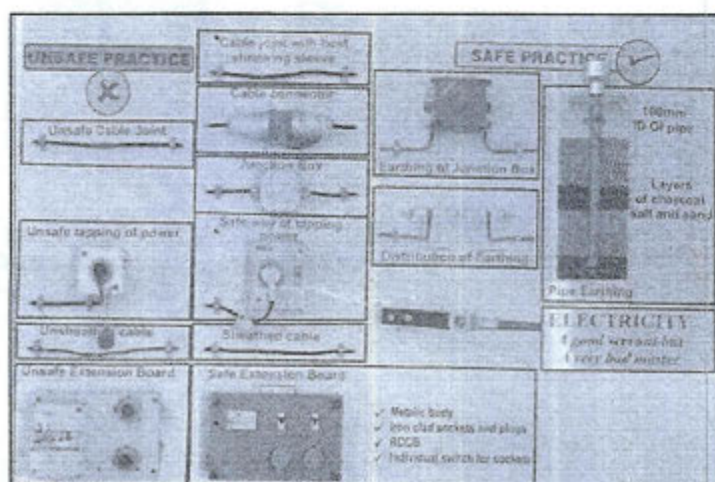 UNSAFE PRACTICE
Unsafe Cable Joint
Unsafe tapping of power
Unsheathed cable
Unsafe Extension Board
Cable joint with heat
shrinking sleeve
Cable connector
Junction Box
Safe way of tapping
power
Sheathed cable
Safe Extension Board
SAFE PRACTICE
Earthing of Junction Box
Distribution of Earthing
✓ Metallic body
✓ Iron clad sockets and plugs
✓ RCCB
✓ Individual switch for sockets
100mm
ID GI pipe
Layers
of charcoal
salt and sand
Pipe Earthing
ELECTRICITY
A good servant but
A very bad master